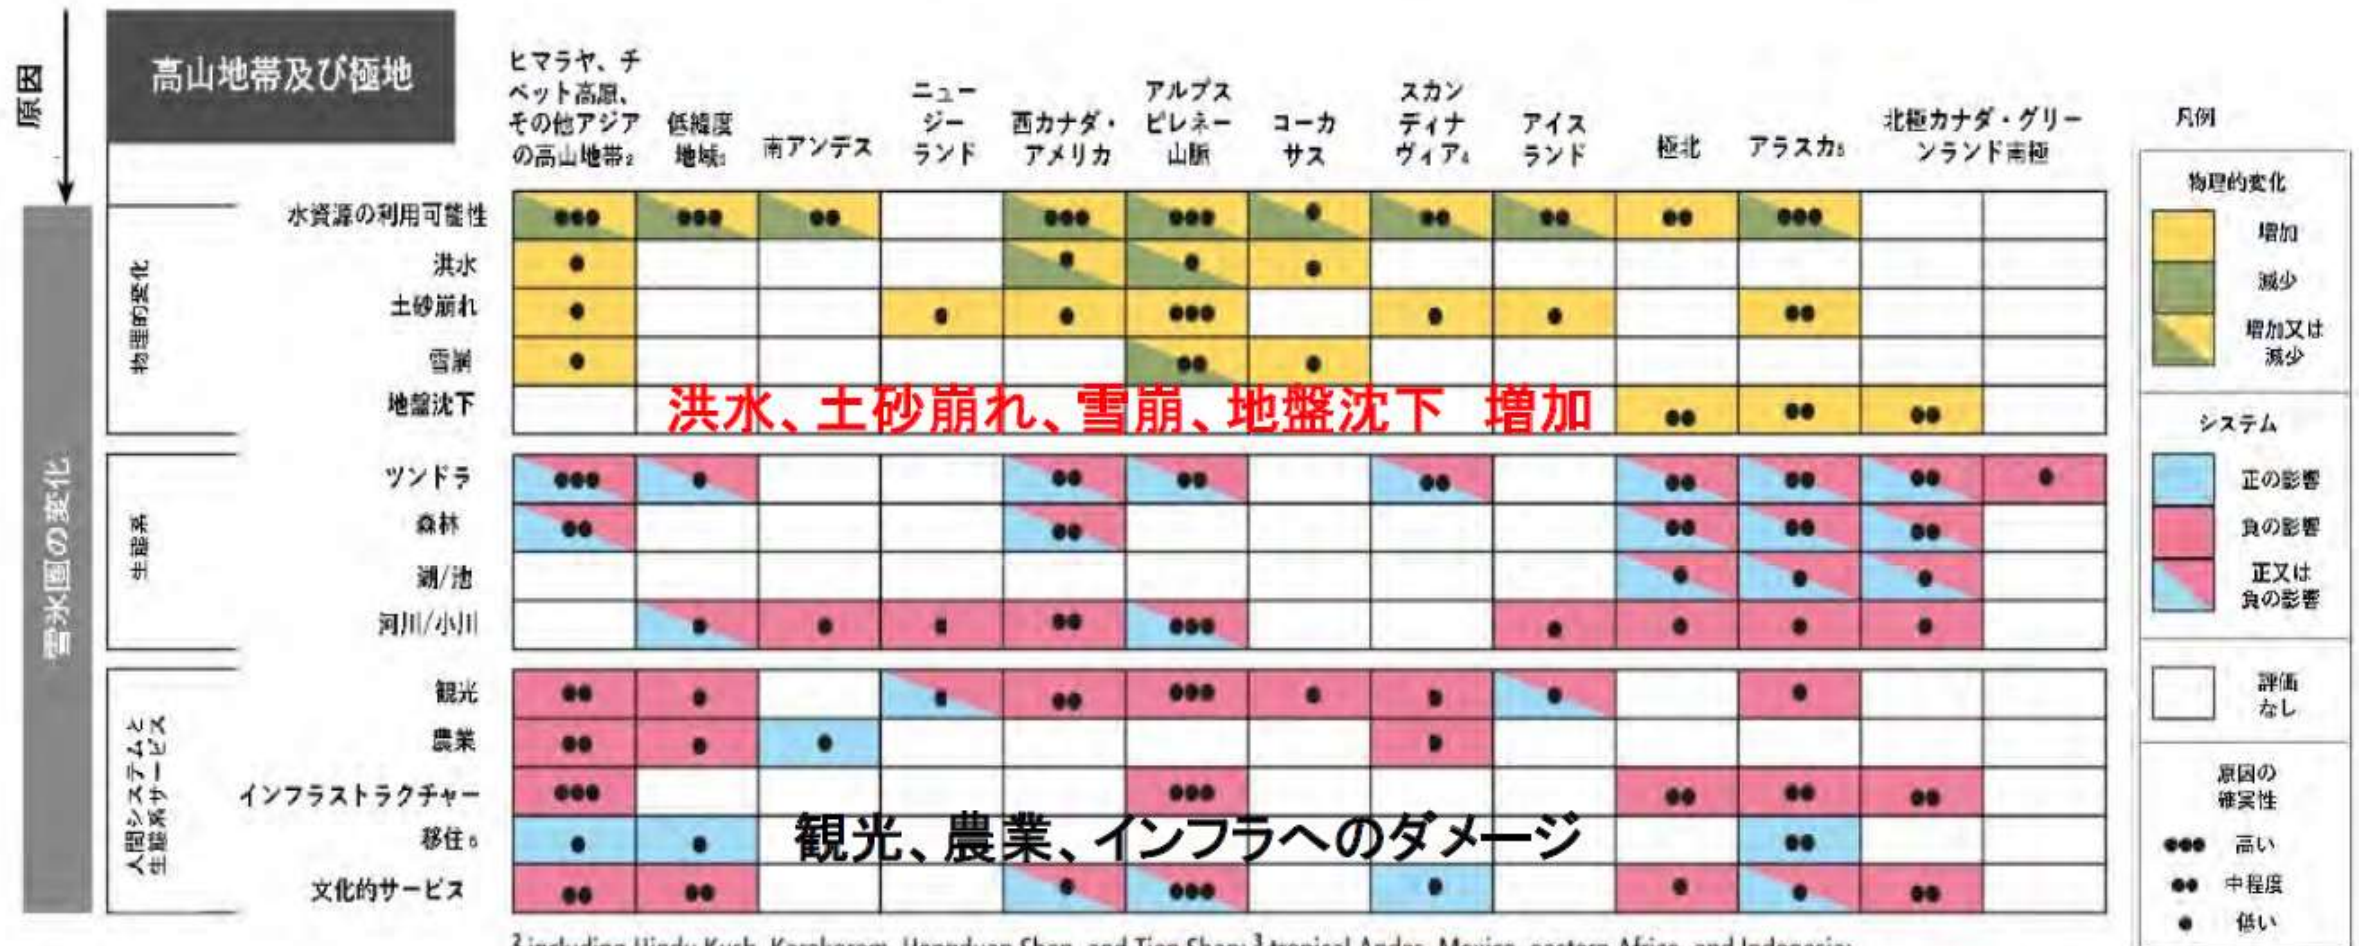 原因
高山地帯及び極地
ヒマラヤ、チ
ベット高原、
その他アジア
の高山地帯2
低緯度
地域3
南アンデス
ニュー
ジー
ランド
西カナダ・
アメリカ
アルプス
ピレネー
山脈
コーカ
サス
スカン
ディナ
ヴィア4
アイス
ランド
極北
アラスカ5
北極カナダ・グリー
ンランド南極
雪氷圏の変化
物理的変化
水資源の利用可能性
洪水
土砂崩れ
雪崩
地盤沈下
洪水、土砂崩れ、雪崩、地盤沈下 増加
生態系
ツンドラ
森林
湖/池
河川/小川
人間システムと
生態系サービス
観光
農業
インフラストラクチャー
移住6
文化的サービス
観光、農業、インフラへのダメージ
凡例
物理的変化
増加
減少
増加又は
減少
システム
正の影響
負の影響
正又は
負の影響
評価
なし
原因の
確実性
●●● 高い
●● 中程度
●低い